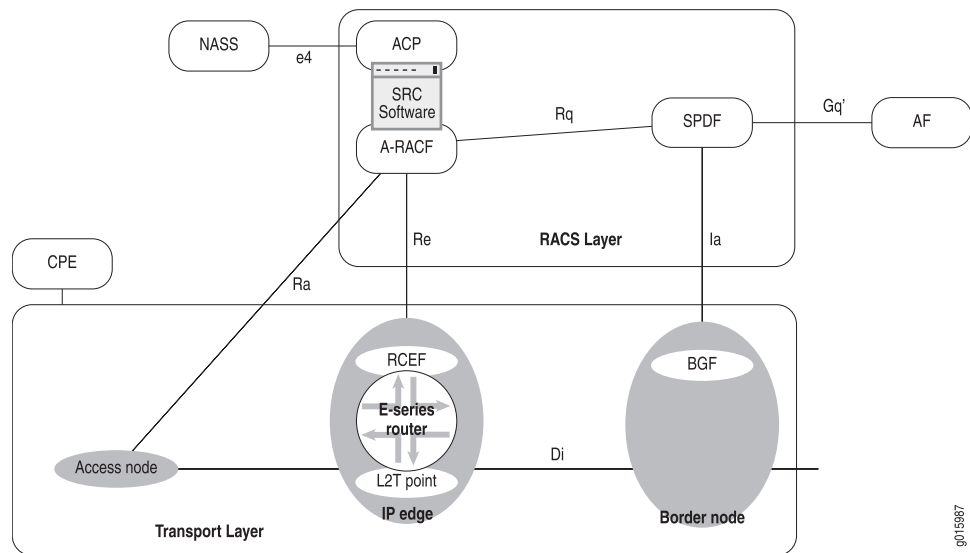 NASS
e4
ACP
SRC
Software
A-RACF
Rq
SPDF
Gq’
AF
RACS Layer
Re
Ia
Ra
CPE
RCEF
E-series
router
L2T point
IP edge
BGF
Border node
Di
Access node
Transport Layer
g015987